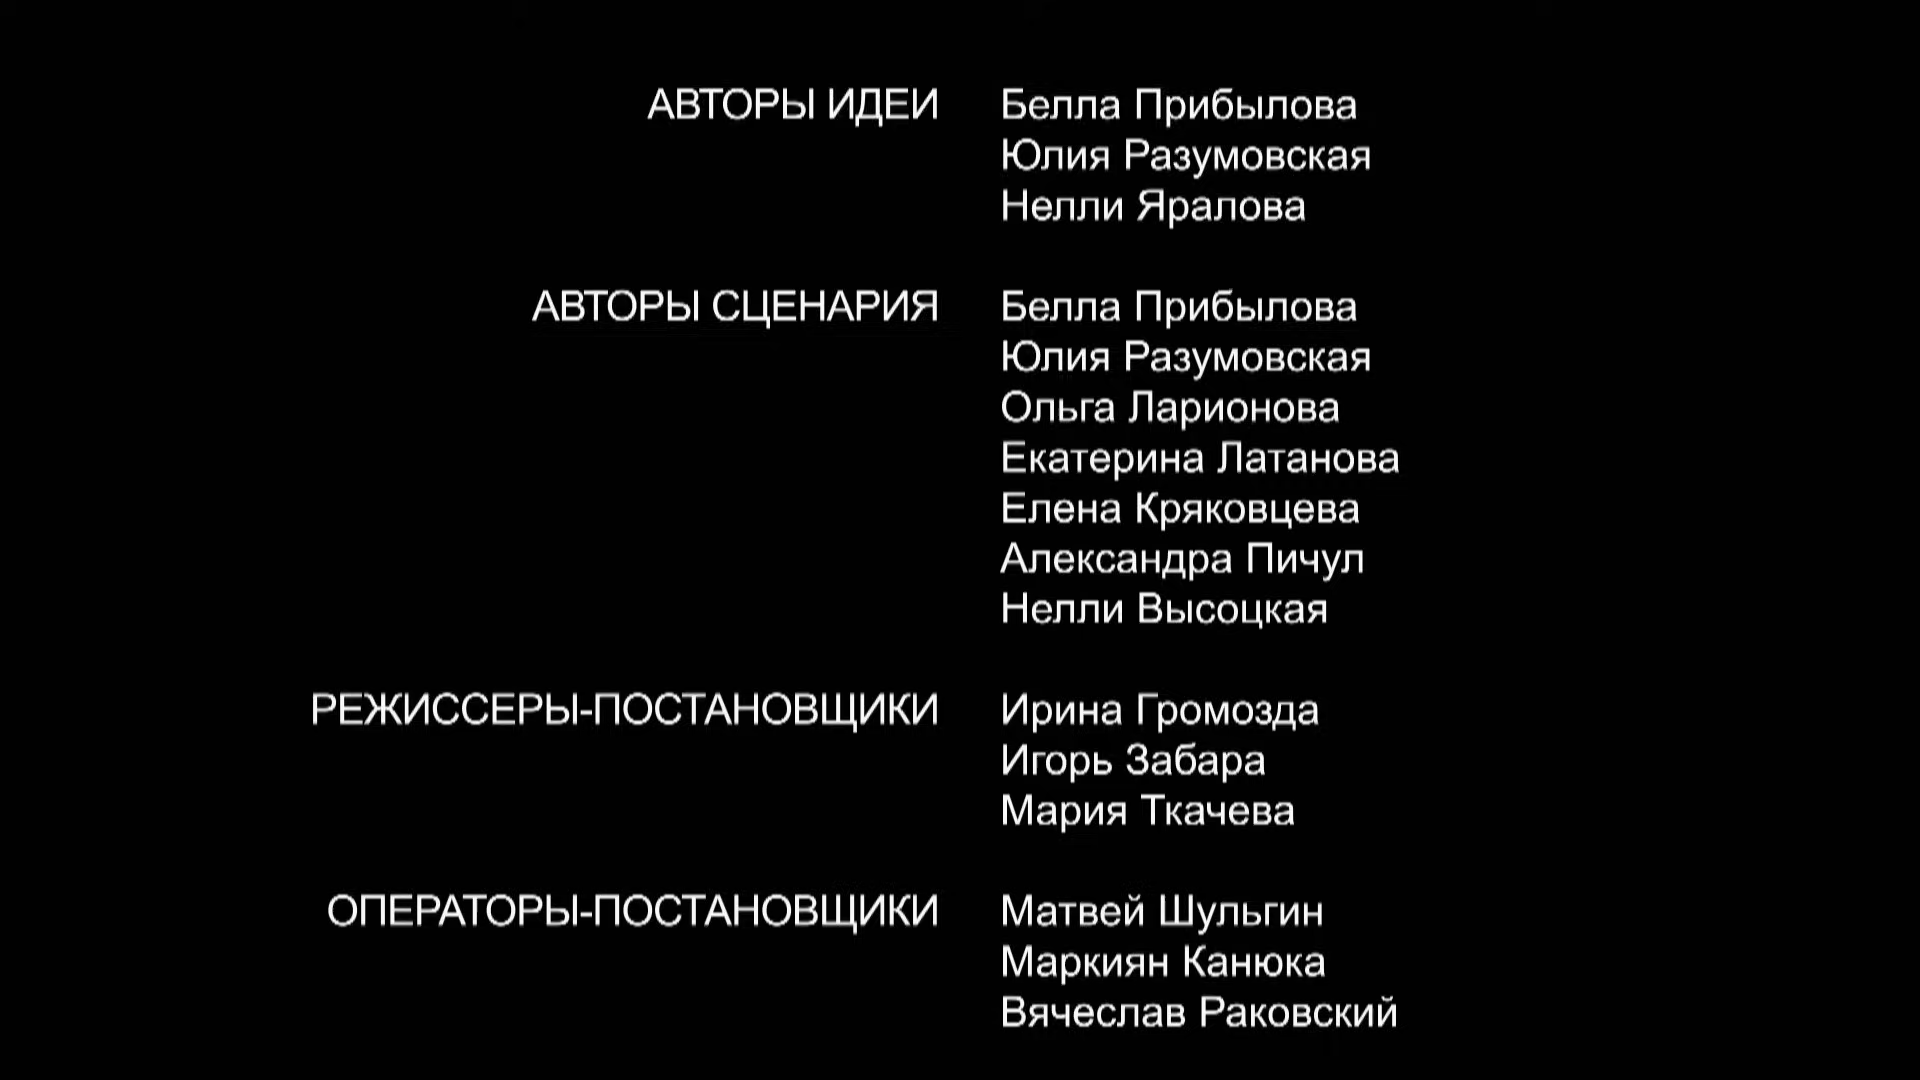 АВТОРЫ ИДЕИ Белла Прибылова
Юлия Разумовская
Нелли Яралова
АВТОРЫ СЦЕНАРИЯ Белла Прибылова
Юлия Разумовская
Ольга Ларионова
Екатерина Латанова
Елена Кряковцева
Александра Пичул
Нелли Высоцкая
РЕЖИССЕРЫ-ПОСТАНОВЩИКИ Ирина Громозда
Игорь Забара
Мария Ткачева
ОПЕРАТОРЫ-ПОСТАНОВЩИКИ Матвей Шульгин
Маркиян Канюка
Вячеслав Раковский